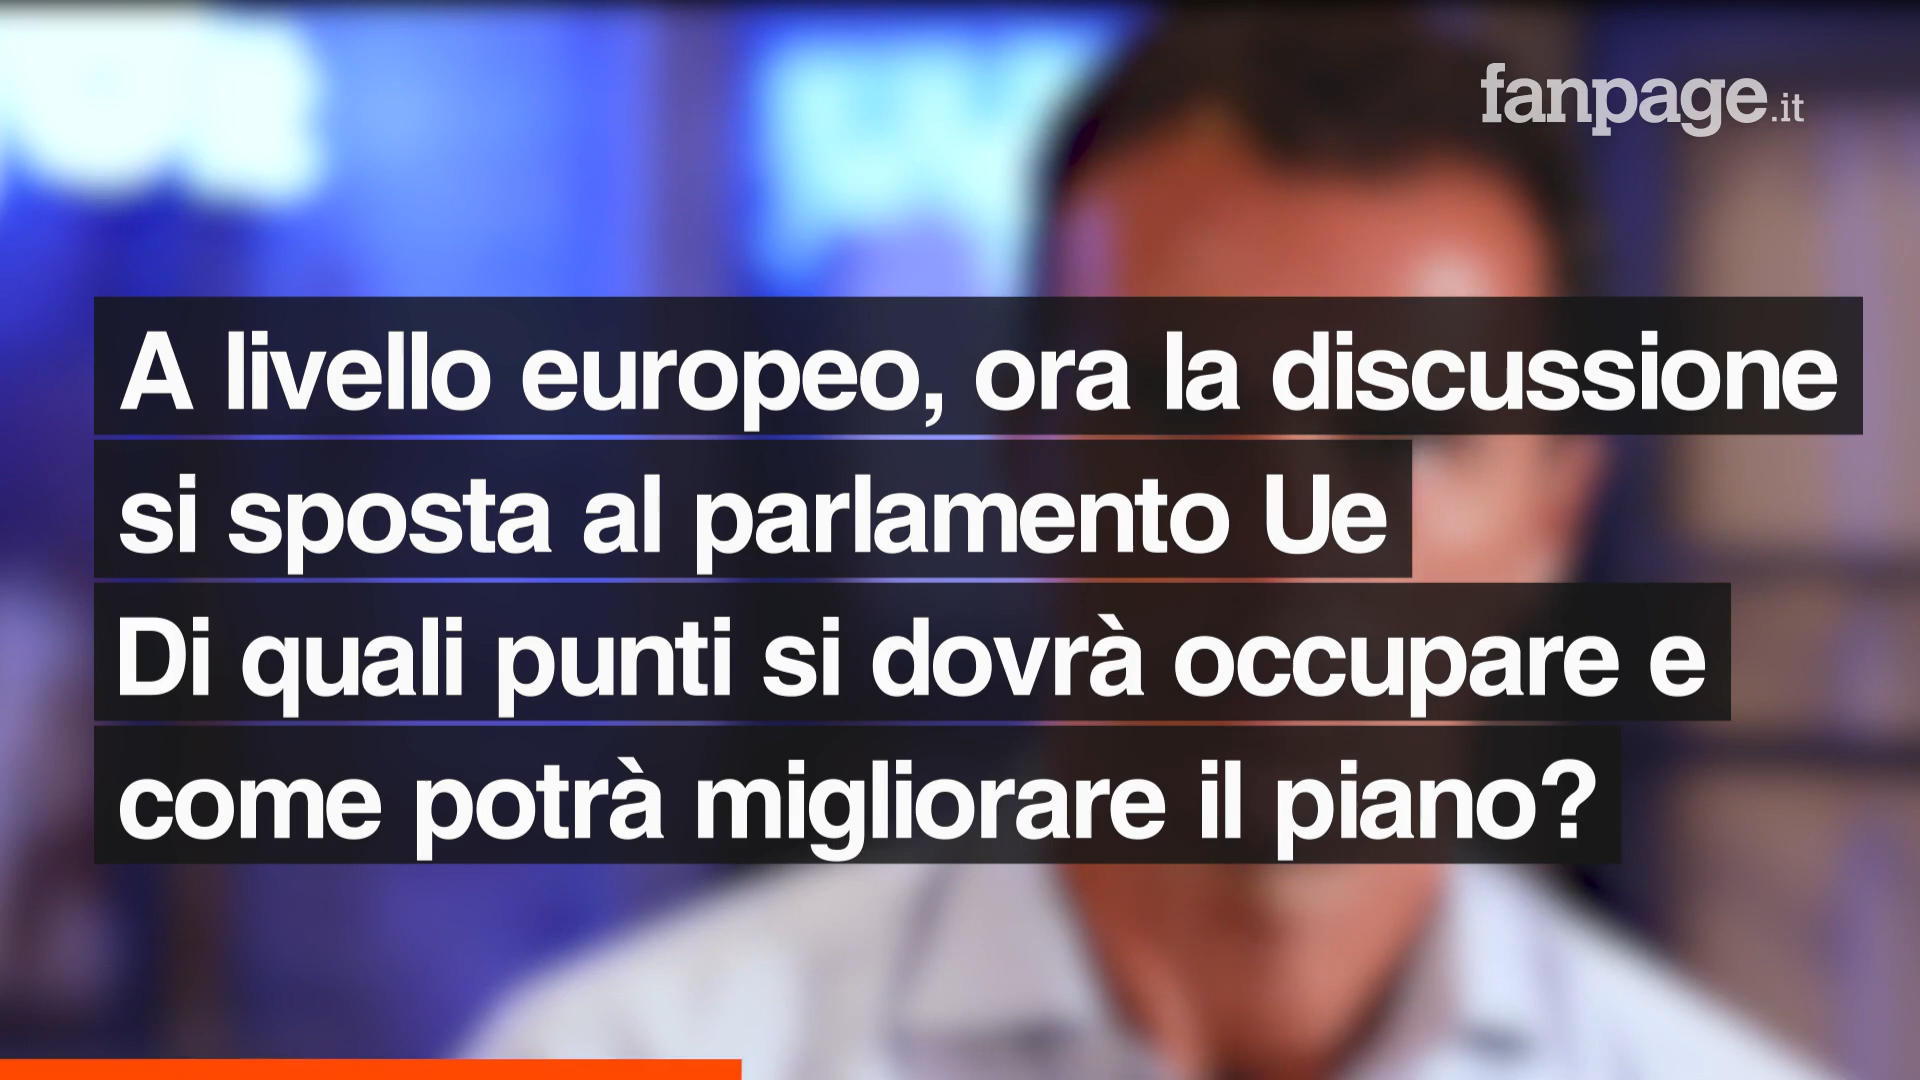 fanpage.it
A livello europeo, ora la discussione
si sposta al parlamento Ue
Di quali punti si dovrà occupare e
come potrà migliorare il piano?